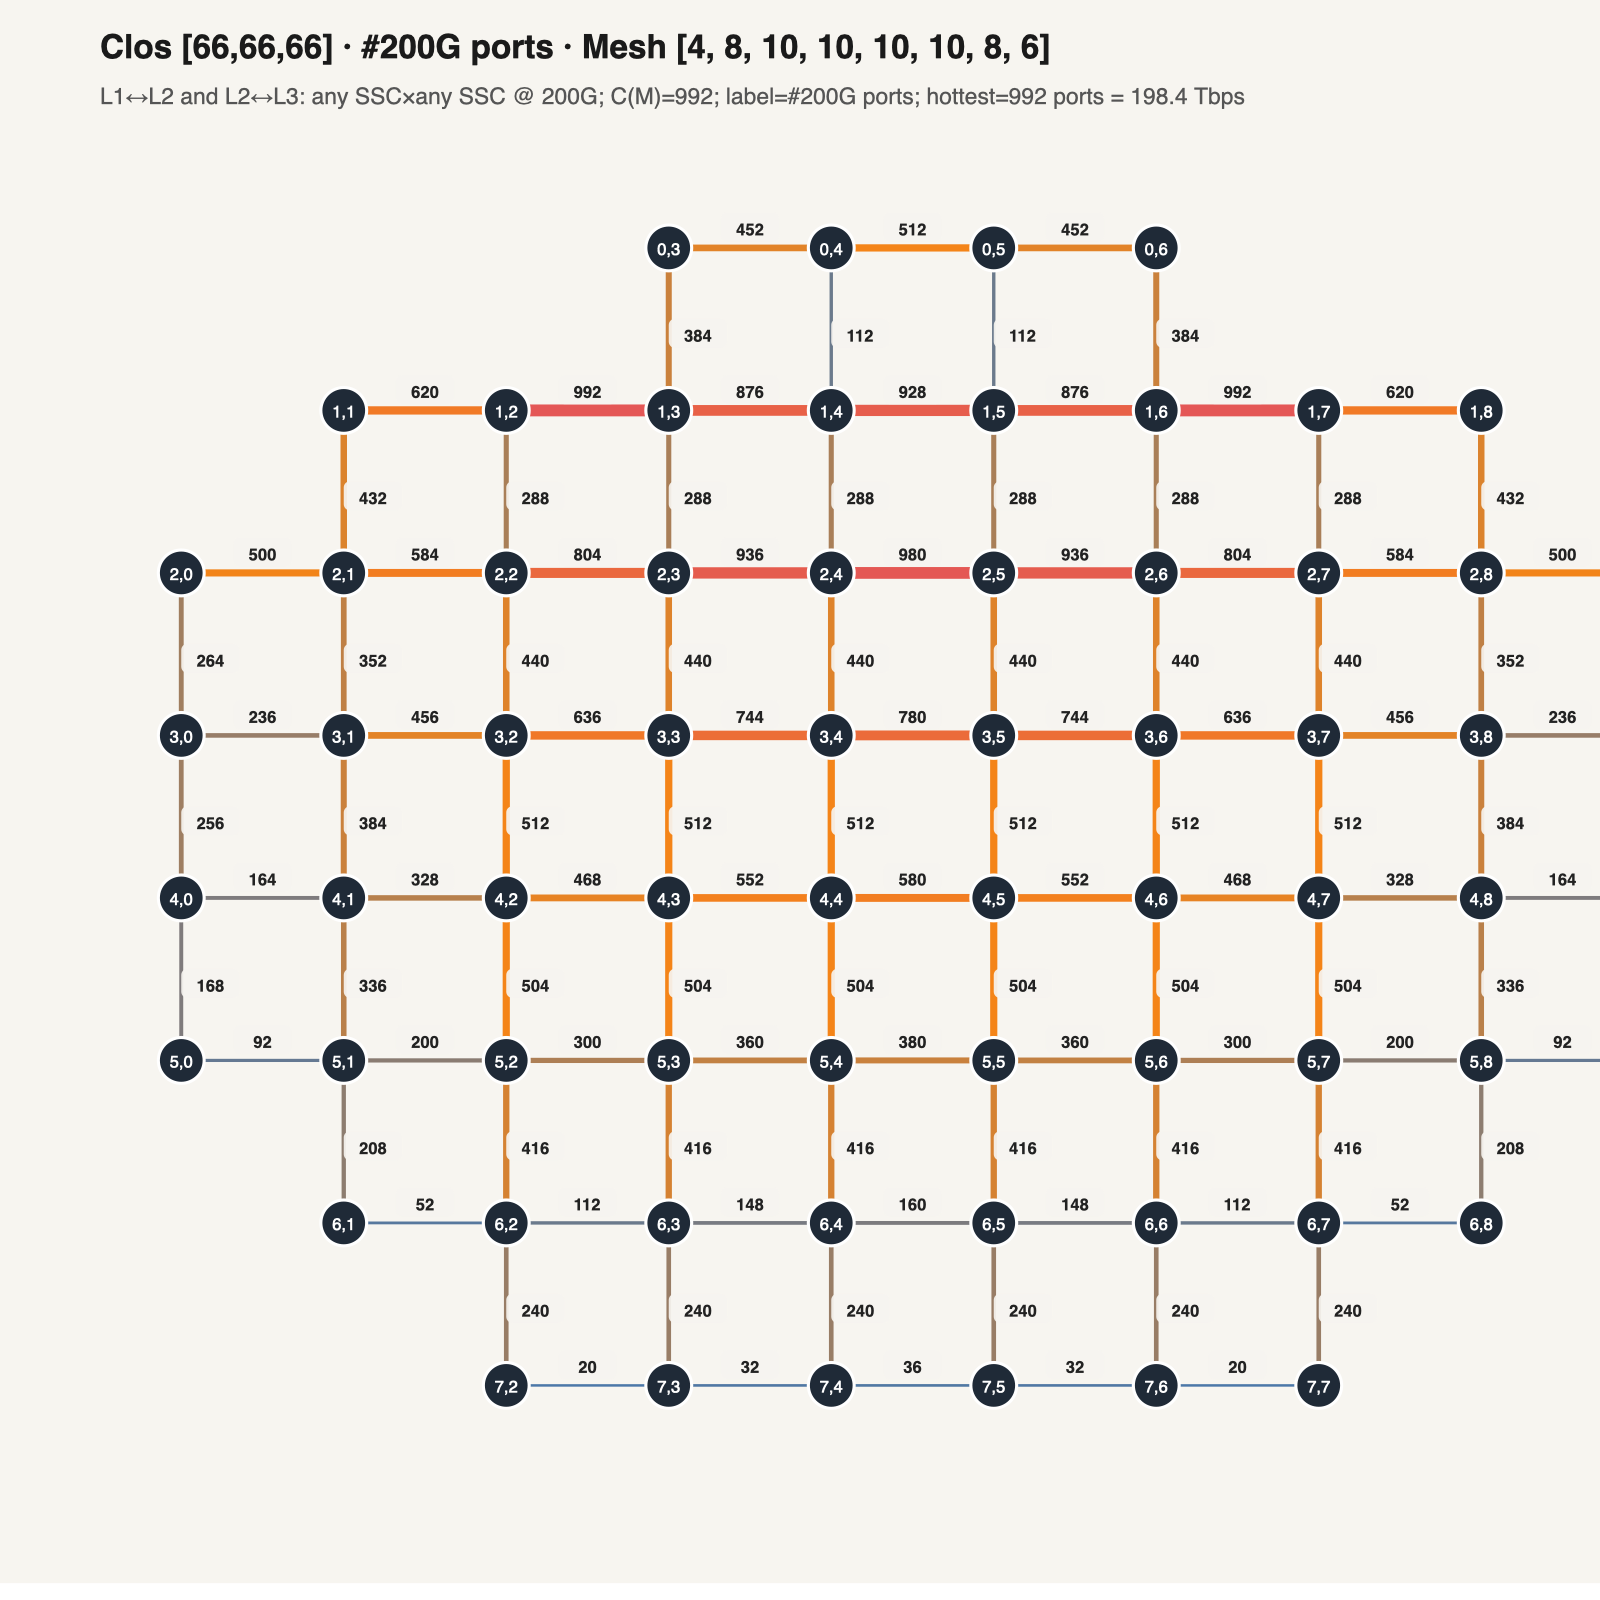 Clos [66,66,66] · #200G ports · Mesh [4, 8, 10, 10, 10, 10, 8, 6]
L1↔L2 and L2↔L3: any SSC×any SSC @ 200G; C(M)=992; label=#200G ports; hottest=992 ports = 198.4 Tbps
452 512 452
0,3 0,4 0,5 0,6
384 112 112 384
620 992 876 928 876 992 620
1,1 1,2 1,3 1,4 1,5 1,6 1,7 1,8
432 288 288 288 288 288 288 432
500 584 804 936 980 936 804 584 500
2,0 2,1 2,2 2,3 2,4 2,5 2,6 2,7 2,8
264 352 440 440 440 440 440 440 352
236 456 636 744 780 744 636 456 236
3,0 3,1 3,2 3,3 3,4 3,5 3,6 3,7 3,8
256 384 512 512 512 512 512 512 384
164 328 468 552 580 552 468 328 164
4,0 4,1 4,2 4,3 4,4 4,5 4,6 4,7 4,8
168 336 504 504 504 504 504 504 336
92 200 300 360 380 360 300 200 92
5,0 5,1 5,2 5,3 5,4 5,5 5,6 5,7 5,8
208 416 416 416 416 416 416 208
52 112 148 160 148 112 52
6,1 6,2 6,3 6,4 6,5 6,6 6,7 6,8
240 240 240 240 240 240
20 32 36 32 20
7,2 7,3 7,4 7,5 7,6 7,7